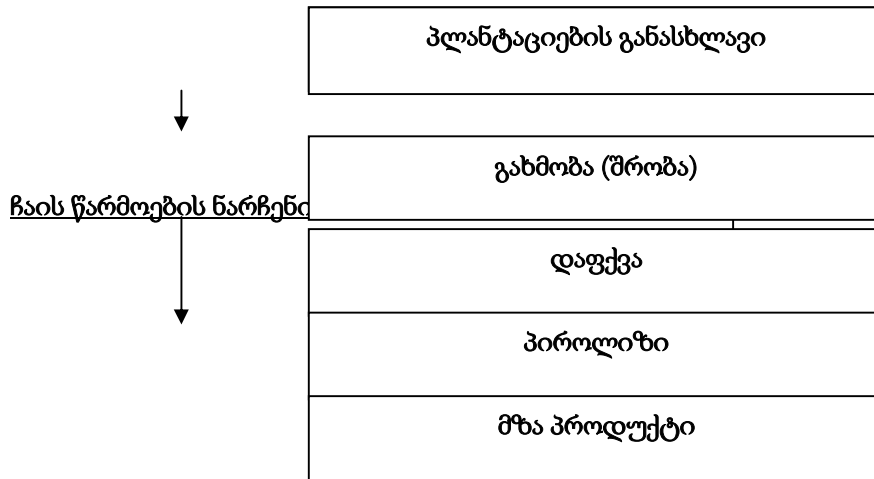 პლანტაციების განასხლავი
გახმობა (შრობა)
ჩაის წარმოების ნარჩენი
დაფქვა
პიროლიზი
მზა პროდუქტი